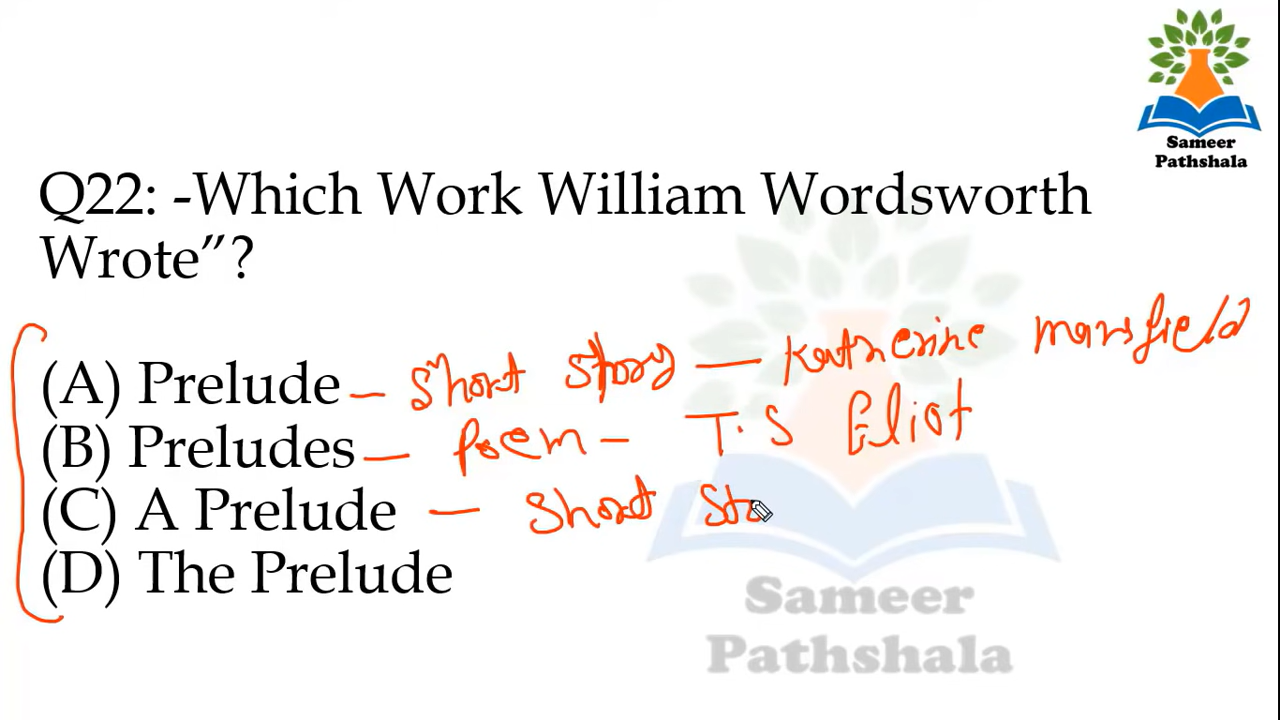 Sameer
Pathshala
Q22: -Which Work William Wordsworth
Wrote”?
(A) Prelude — Short Story — Katherine Mansfield
(B) Preludes — Poem — T.S Eliot
(C) A Prelude — Short Sto
(D) The Prelude
Sameer
Pathshala